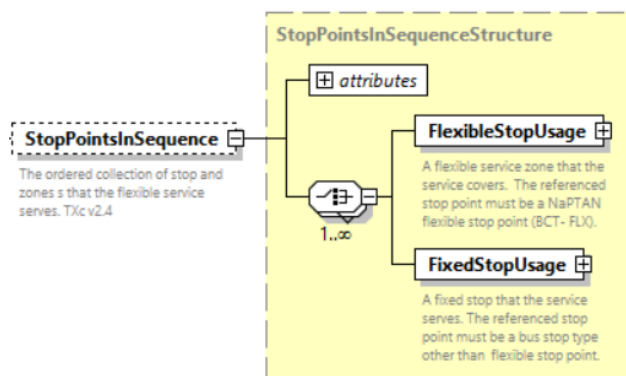 StopPointsInSequenceStructure
attributes
StopPointsInSequence
The ordered collection of stop and
zones s that the flexible service
serves. TXc v2.4
1..∞
FlexibleStopUsage
A flexible service zone that the
service covers. The referenced
stop point must be a NaPTAN
flexible stop point (BCT- FLX).
FixedStopUsage
A fixed stop that the service
serves. The referenced stop
point must be a bus stop type
other than flexible stop point.